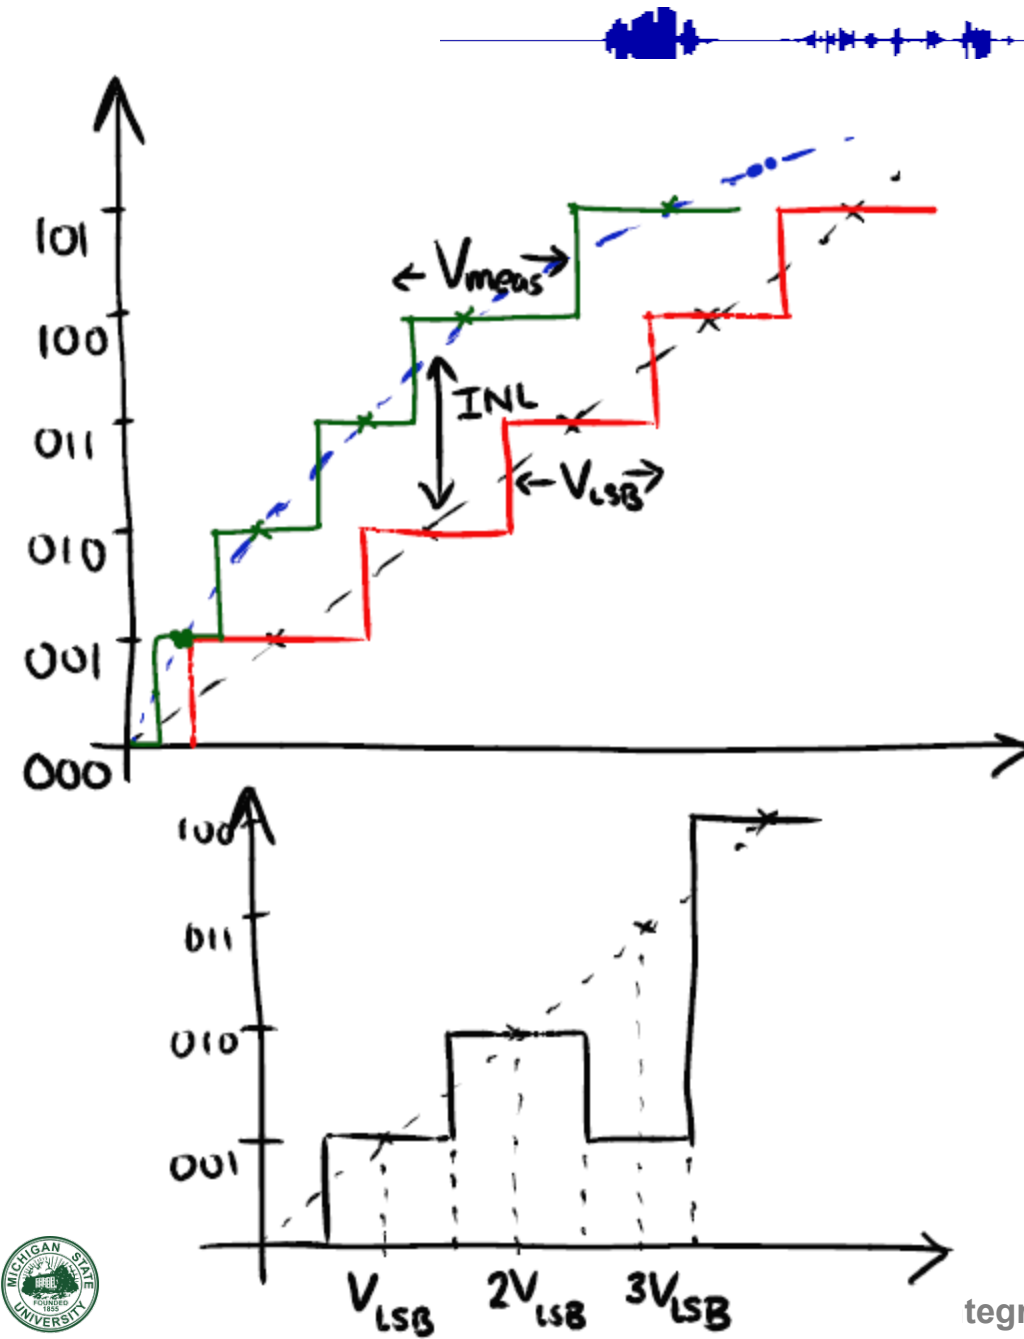 101
Vmeas
100
INL
011
VLSB
010
001
000
100
011
010
001
VLSB
2VLSB
3VLSB
MICHIGAN STATE
UNIVERSITY
FOUNDED
1855
tegr